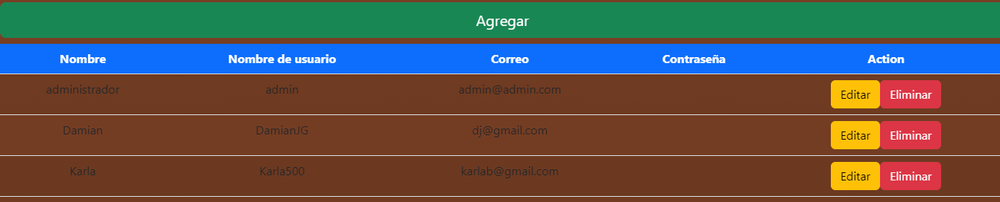 Agregar
Nombre Nombre de usuario Correo Contraseña Action
administrador admin admin@admin.com Editar Eliminar
Damian DamianJG dj@gmail.com Editar Eliminar
Karla Karla500 karlab@gmail.com Editar Eliminar